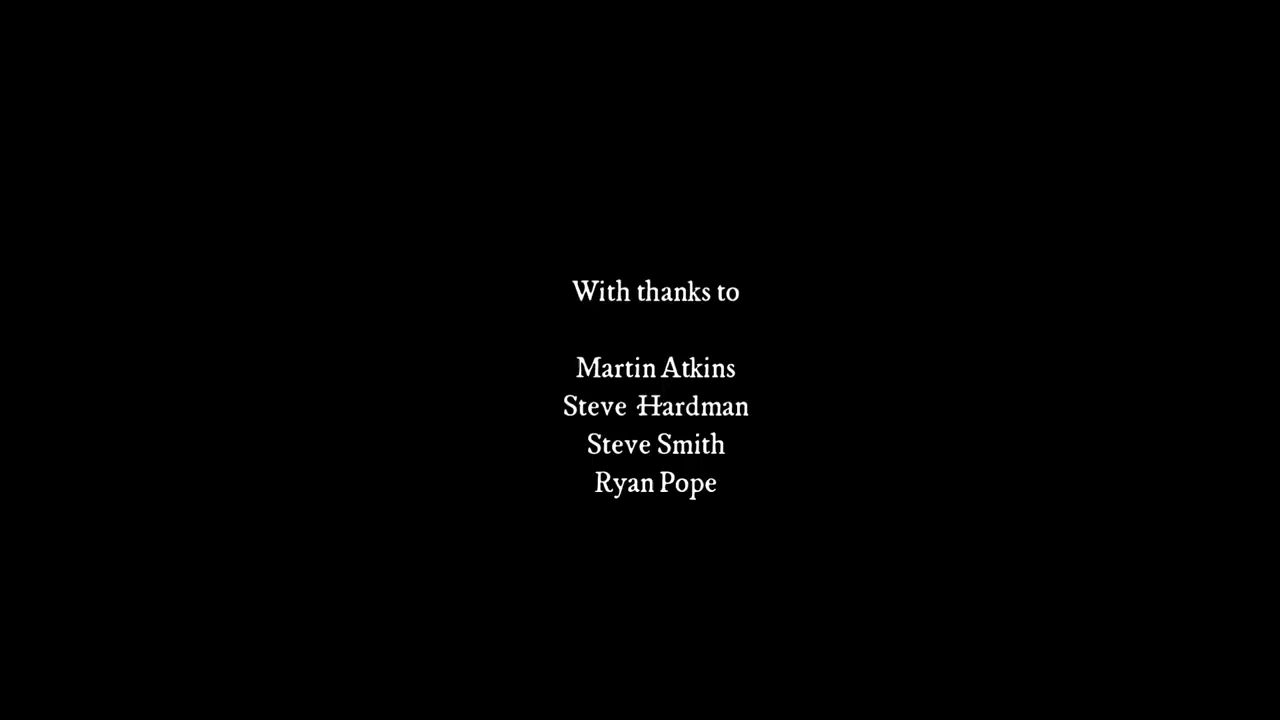 With thanks to
Martin Atkins
Steve Hardman
Steve Smith
Ryan Pope